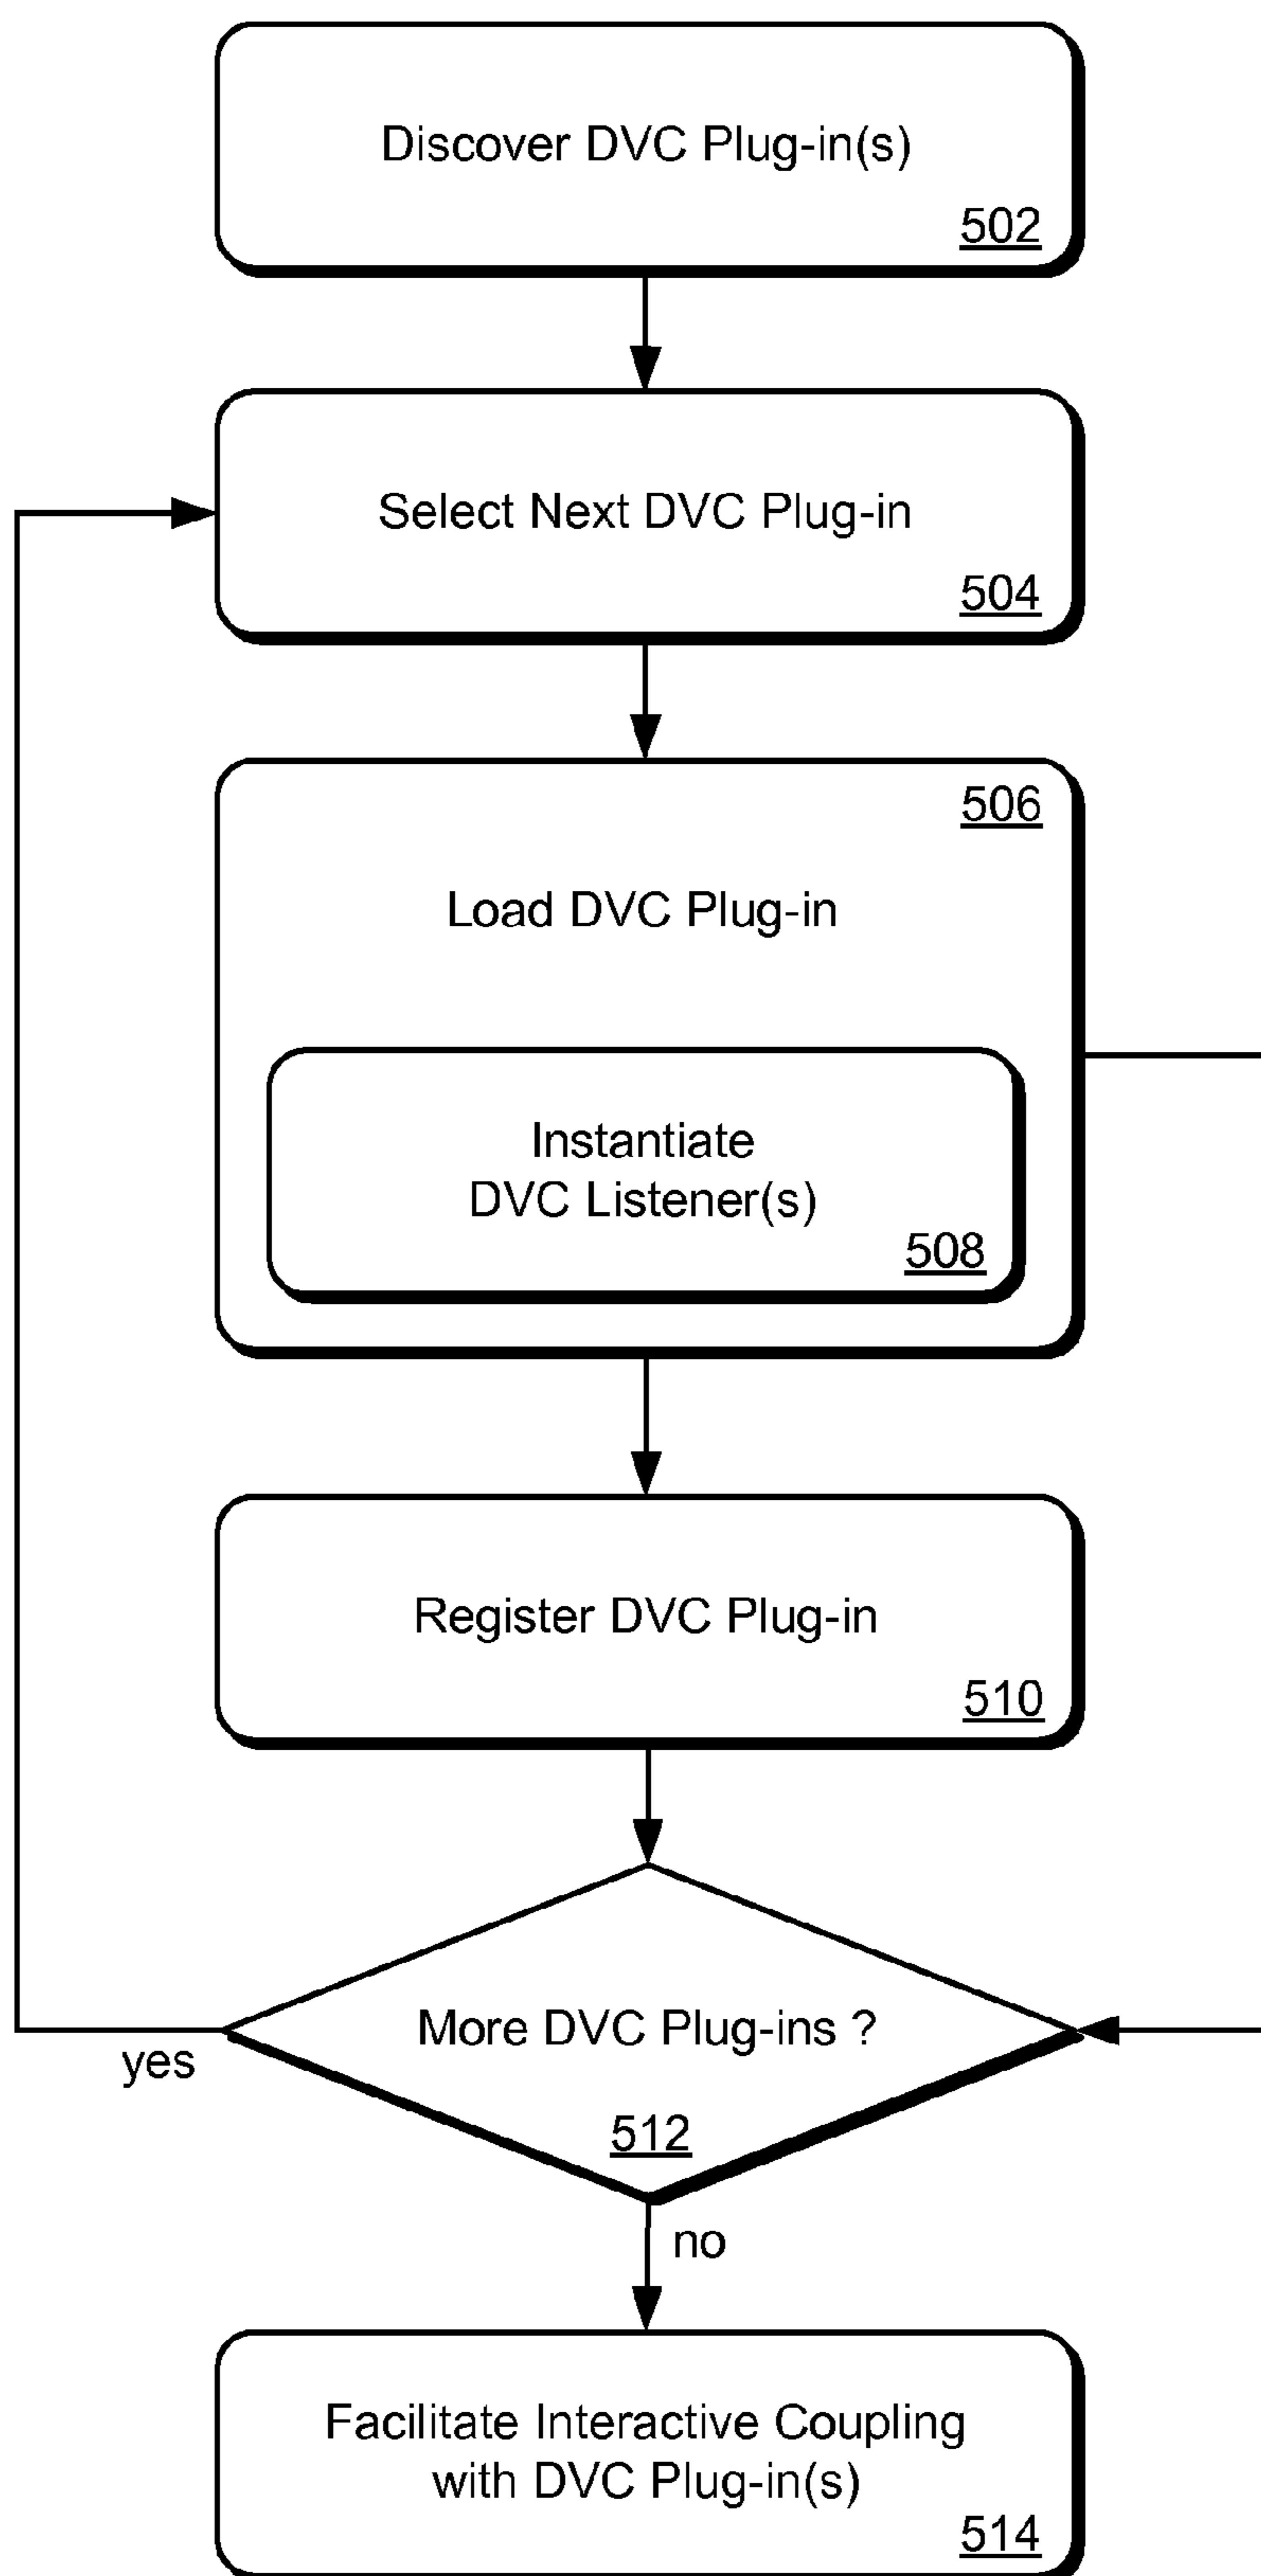 Discover DVC Plug-in(s)
502
Select Next DVC Plug-in
504
506
Load DVC Plug-in
Instantiate
DVC Listener(s)
508
Register DVC Plug-in
510
More DVC Plug-ins ?
yes
512
no
Facilitate Interactive Coupling
with DVC Plug-in(s)
514